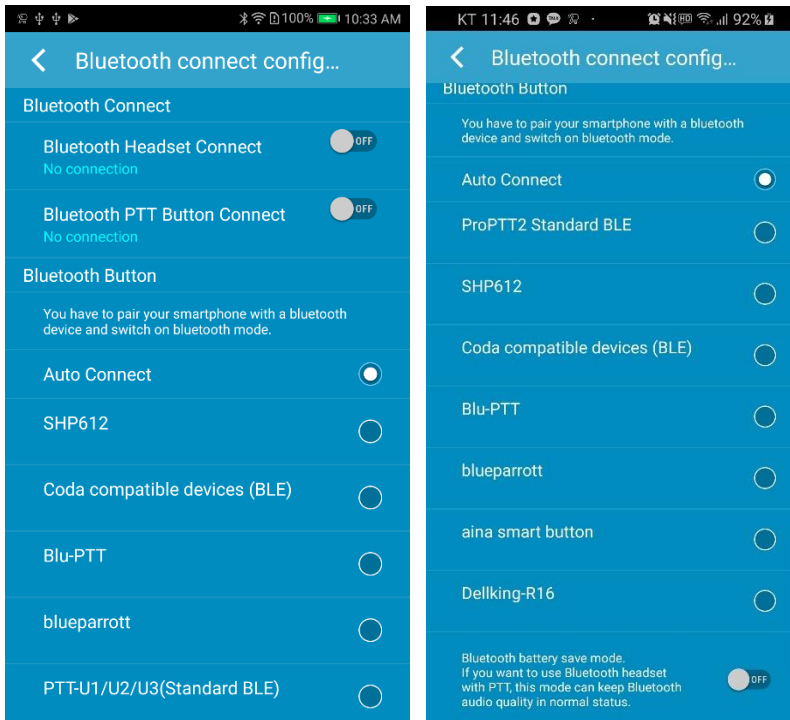 100% 10:33 AM
Bluetooth connect config...
Bluetooth Connect
Bluetooth Headset Connect
OFF
No connection
Bluetooth PTT Button Connect
OFF
No connection
Bluetooth Button
You have to pair your smartphone with a bluetooth
device and switch on bluetooth mode.
Auto Connect
SHP612
Coda compatible devices (BLE)
Blu-PTT
blueparrott
PTT-U1/U2/U3(Standard BLE)
KT 11:46 92%
Bluetooth connect config...
Bluetooth Button
You have to pair your smartphone with a bluetooth
device and switch on bluetooth mode.
Auto Connect
ProPTT2 Standard BLE
SHP612
Coda compatible devices (BLE)
Blu-PTT
blueparrott
aina smart button
Dellking-R16
Bluetooth battery save mode.
If you want to use Bluetooth headset
with PTT, this mode can keep Bluetooth
audio quality in normal status.
OFF